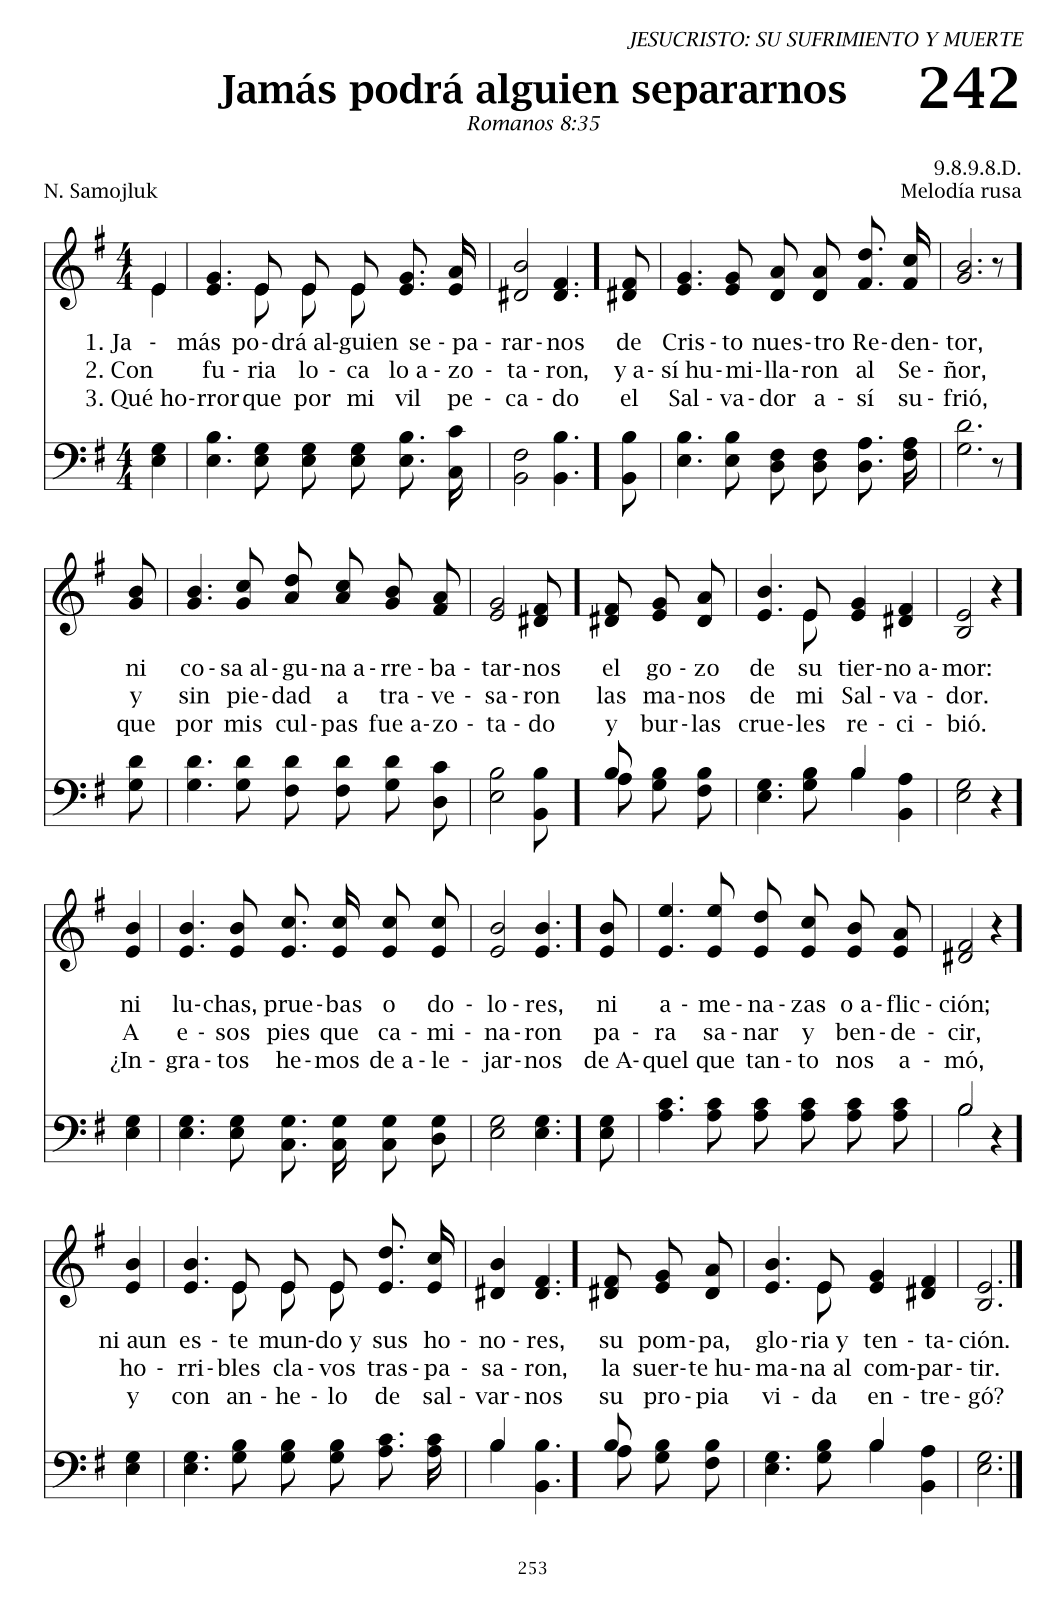 JESUCRISTO: SU SUFRIMIENTO Y MUERTE
Jamás podrá alguien separarnos 242
Romanos 8:35
9.8.9.8.D.
N. Samojluk Melodía rusa
1. Ja - más po-drá al-guien se - pa - rar-nos de Cris - to nues-tro Re-den- tor,
2. Con fu - ria lo - ca lo a - zo - ta - ron, y a - sí hu-mi-lla-ron al Se - ñor,
3. Qué ho-rror que por mi vil pe - ca - do el Sal - va - dor a - sí su - frió,
ni co - sa al - gu - na a - rre - ba - tar-nos el go - zo de su tier-no a-mor:
y sin pie - dad a tra - ve - sa - ron las ma-nos de mi Sal - va - dor.
que por mis cul - pas fue a - zo - ta - do y bur - las crue-les re - ci - bió.
ni lu-chas, prue-bas o do - lo - res, ni a - me - na - zas o a - flic - ción;
A e - sos pies que ca - mi - na - ron pa - ra sa - nar y ben - de - cir,
¿In - gra - tos he - mos de a - le - jar-nos de A-quel que tan - to nos a - mó,
ni aun es - te mun-do y sus ho - no - res, su pom-pa, glo-ria y ten - ta-ción.
ho - rri - bles cla - vos tras - pa - sa - ron, la suer-te hu-ma-na al com-par-tir.
y con an - he - lo de sal - var-nos su pro - pia vi - da en - tre - gó?
253